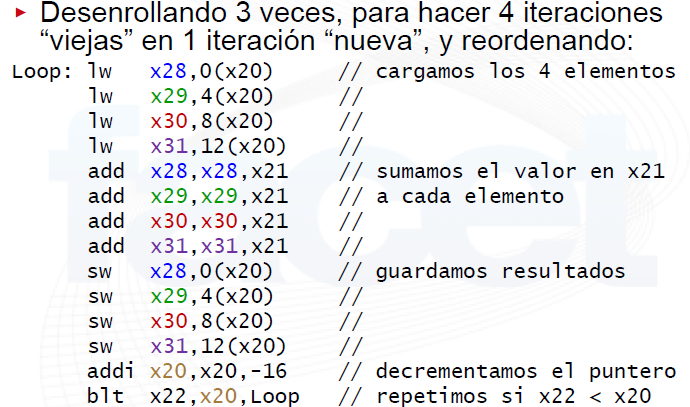 ▸ Desenrollando 3 veces, para hacer 4 iteraciones
“viejas” en 1 iteración “nueva”, y reordenando:
Loop: lw x28,0(x20) // cargamos los 4 elementos
lw x29,4(x20) //
lw x30,8(x20) //
lw x31,12(x20) //
add x28,x28,x21 // sumamos el valor en x21
add x29,x29,x21 // a cada elemento
add x30,x30,x21 //
add x31,x31,x21 //
sw x28,0(x20) // guardamos resultados
sw x29,4(x20) //
sw x30,8(x20) //
sw x31,12(x20) //
addi x20,x20,-16 // decrementamos el puntero
blt x22,x20,Loop // repetimos si x22 < x20
facet